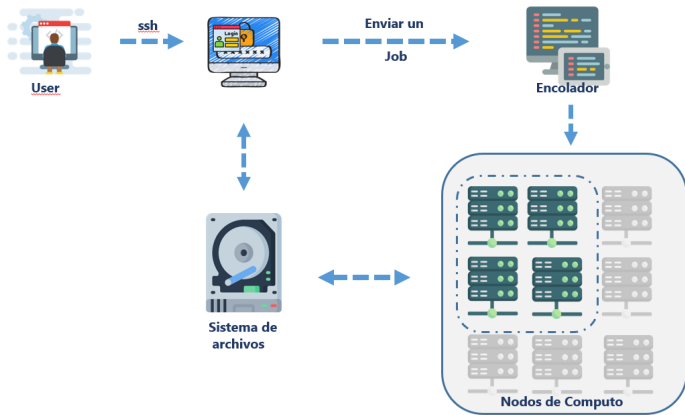 ssh
Enviar un
Job
Login
User
Encolador
Sistema de
archivos
Nodos de Computo